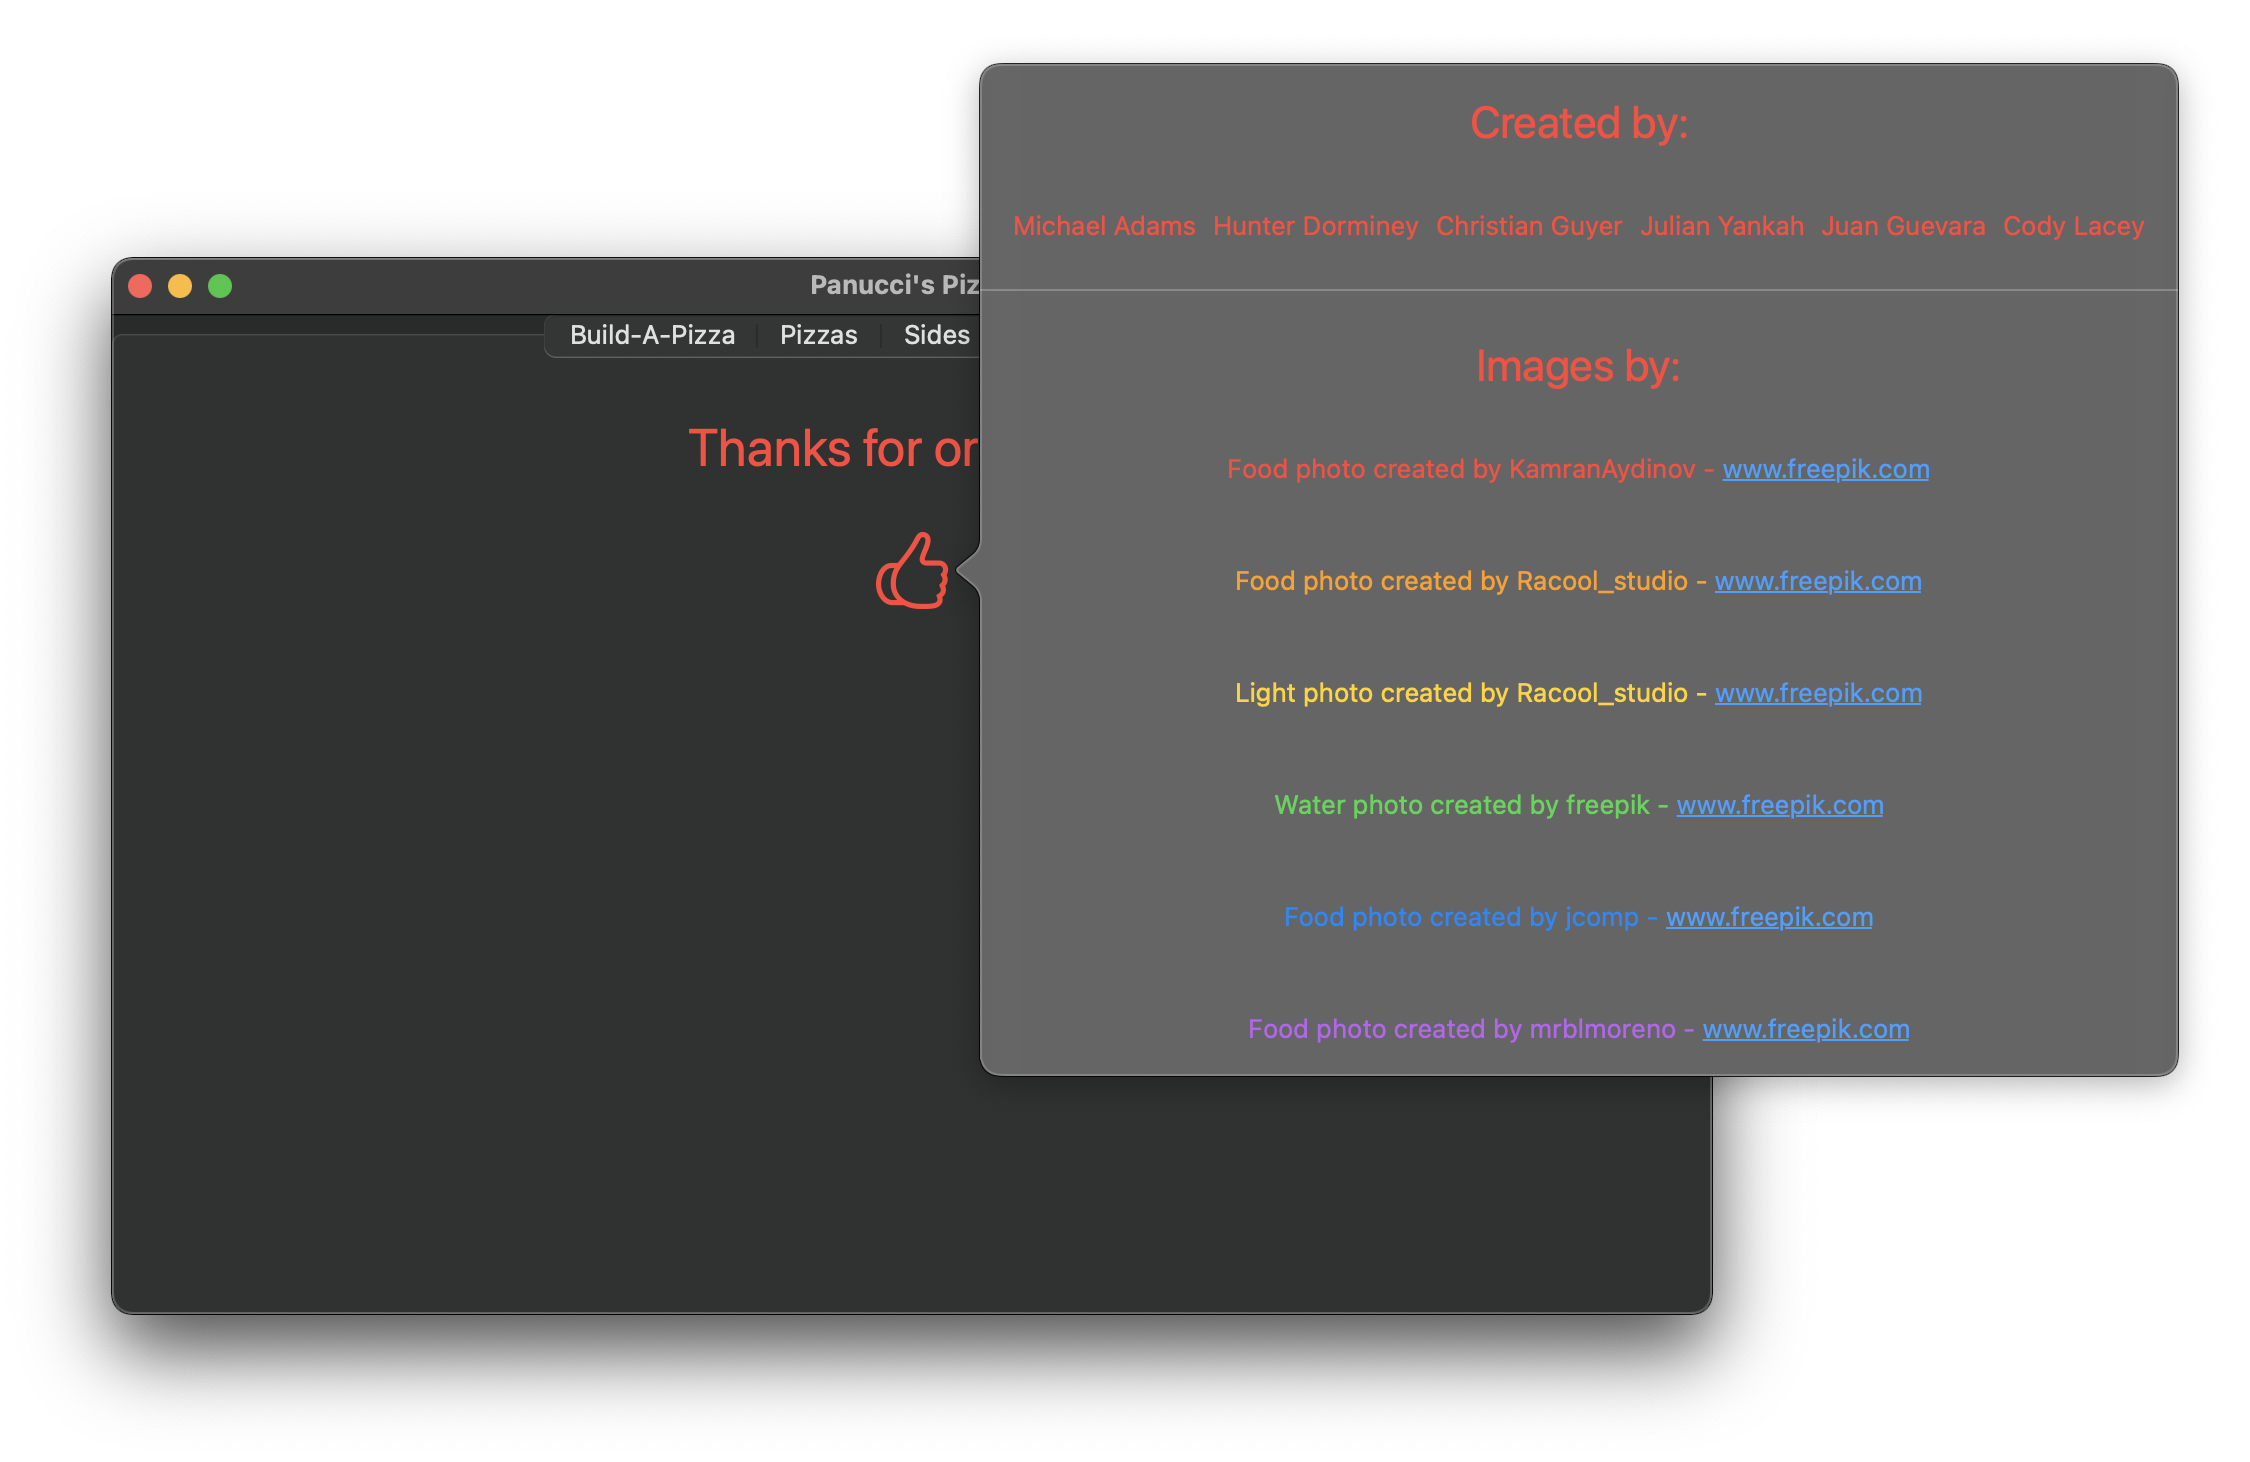 Created by:
Michael Adams Hunter Dorminey Christian Guyer Julian Yankah Juan Guevara Cody Lacey
Images by:
Food photo created by KamranAydinov - www.freepik.com
Food photo created by Racool_studio - www.freepik.com
Light photo created by Racool_studio - www.freepik.com
Water photo created by freepik - www.freepik.com
Food photo created by jcomp - www.freepik.com
Food photo created by mrblmoreno - www.freepik.com
Panucci's Piz
Build-A-Pizza Pizzas Sides
Thanks for or